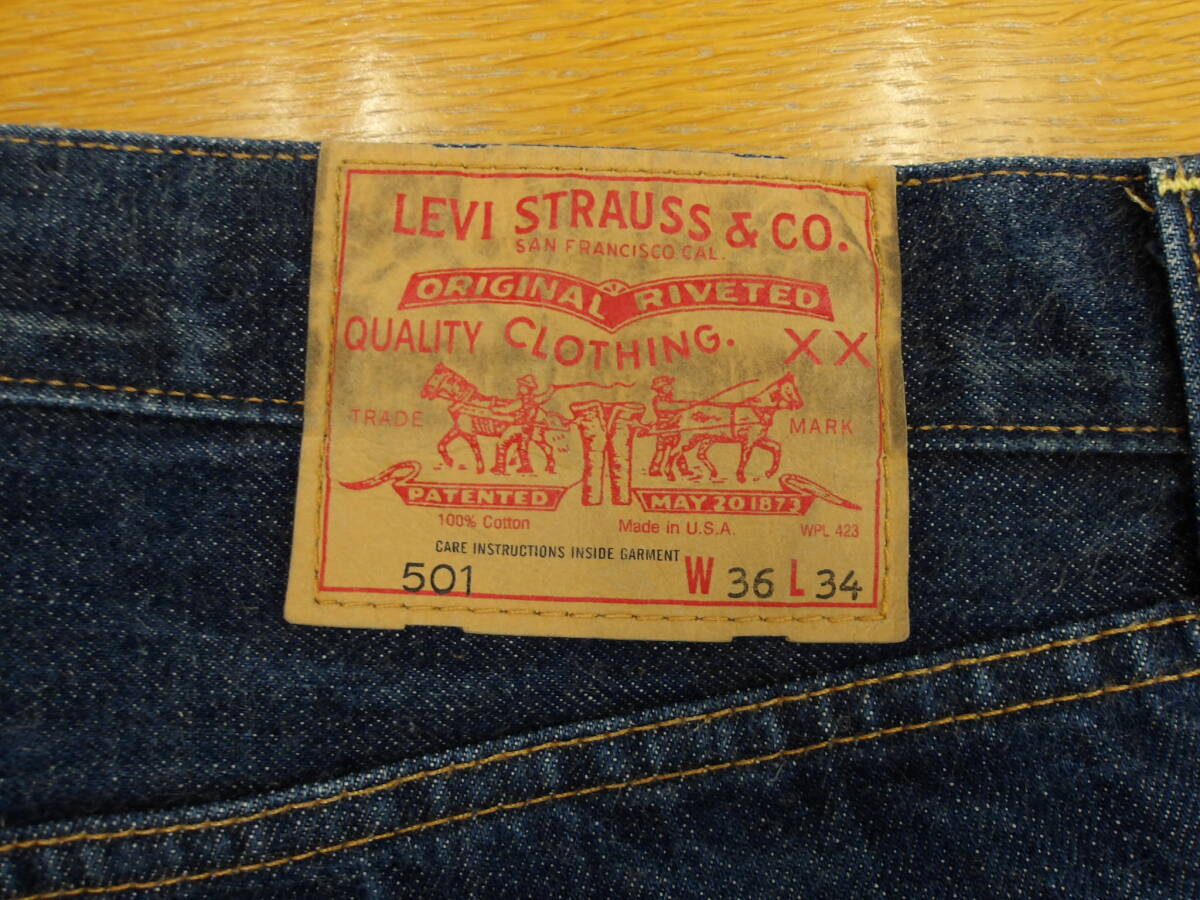 LEVI STRAUSS & CO.
SAN FRANCISCO CAL.
ORIGINAL RIVETED
QUALITY CLOTHING. XX
TRADE MARK
PATENTED MAY 20 1873
100% Cotton Made in U.S.A. WPL 423
CARE INSTRUCTIONS INSIDE GARMENT
501 W 36 L 34